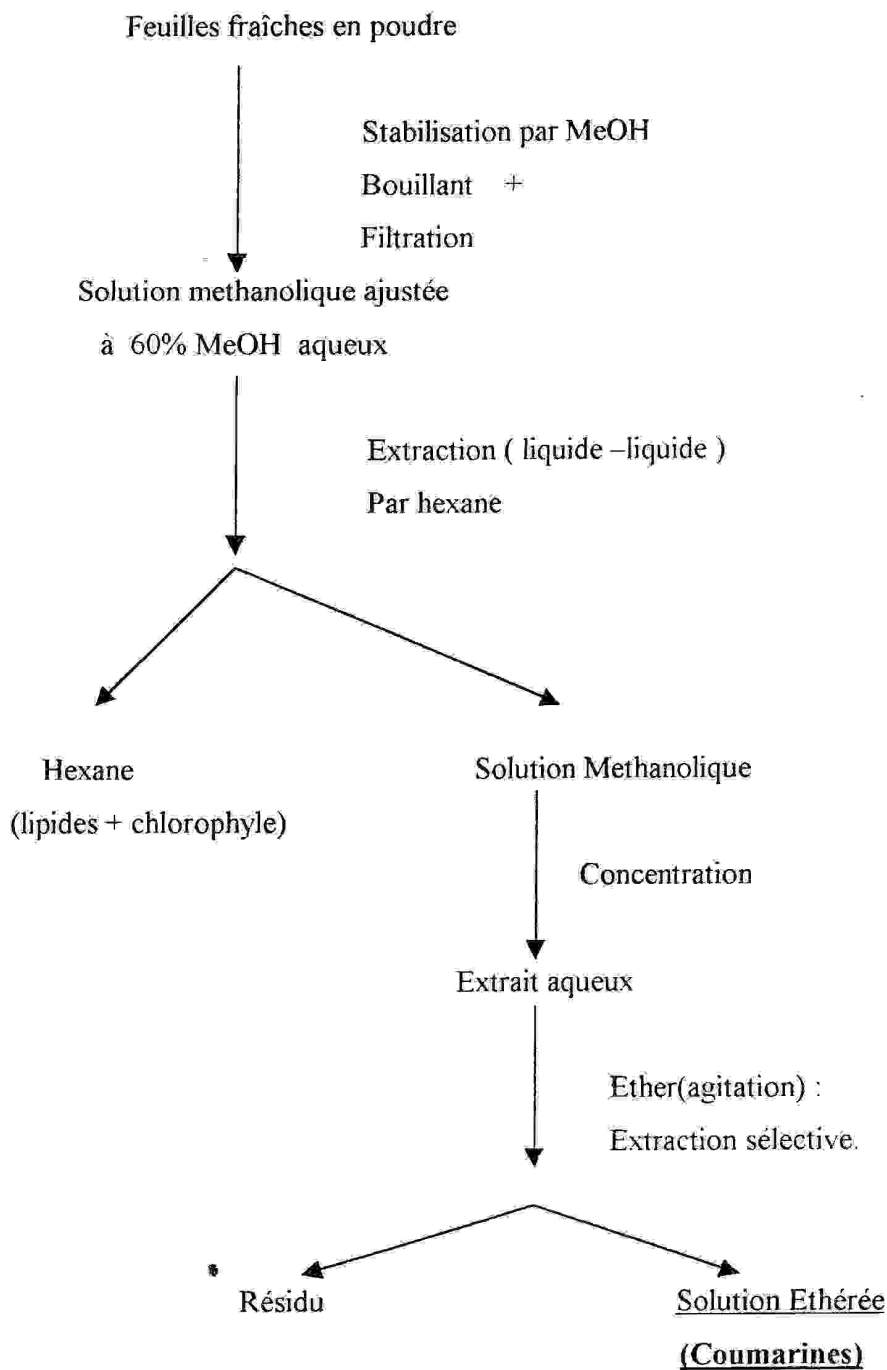 Feuilles fraîches en poudre
Stabilisation par MeOH
Bouillant +
Filtration
Solution methanolique ajustée
à 60% MeOH aqueux
Extraction ( liquide –liquide )
Par hexane
Hexane
(lipides + chlorophyle)
Solution Methanolique
Concentration
Extrait aqueux
Ether(agitation) :
Extraction sélective.
Résidu
Solution Ethérée
(Coumarines)